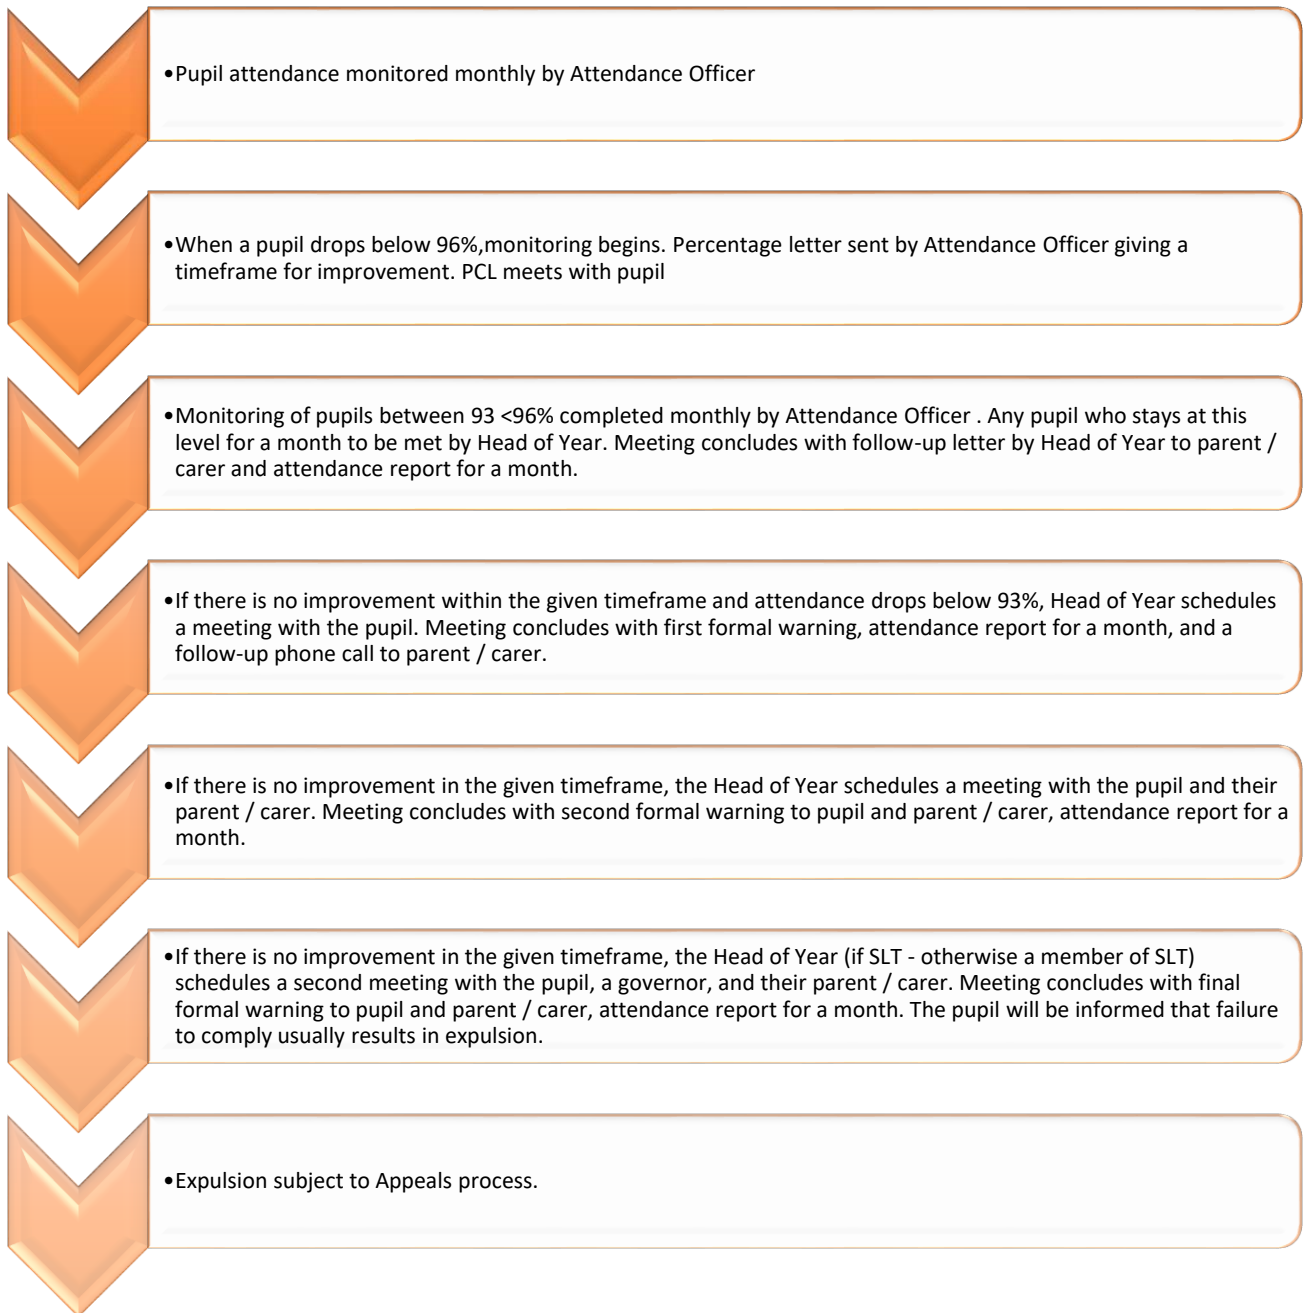 •Pupil attendance monitored monthly by Attendance Officer
•When a pupil drops below 96%,monitoring begins. Percentage letter sent by Attendance Officer giving a
timeframe for improvement. PCL meets with pupil
•Monitoring of pupils between 93 <96% completed monthly by Attendance Officer . Any pupil who stays at this
level for a month to be met by Head of Year. Meeting concludes with follow-up letter by Head of Year to parent /
carer and attendance report for a month.
•If there is no improvement within the given timeframe and attendance drops below 93%, Head of Year schedules
a meeting with the pupil. Meeting concludes with first formal warning, attendance report for a month, and a
follow-up phone call to parent / carer.
•If there is no improvement in the given timeframe, the Head of Year schedules a meeting with the pupil and their
parent / carer. Meeting concludes with second formal warning to pupil and parent / carer, attendance report for a
month.
•If there is no improvement in the given timeframe, the Head of Year (if SLT - otherwise a member of SLT)
schedules a second meeting with the pupil, a governor, and their parent / carer. Meeting concludes with final
formal warning to pupil and parent / carer, attendance report for a month. The pupil will be informed that failure
to comply usually results in expulsion.
•Expulsion subject to Appeals process.